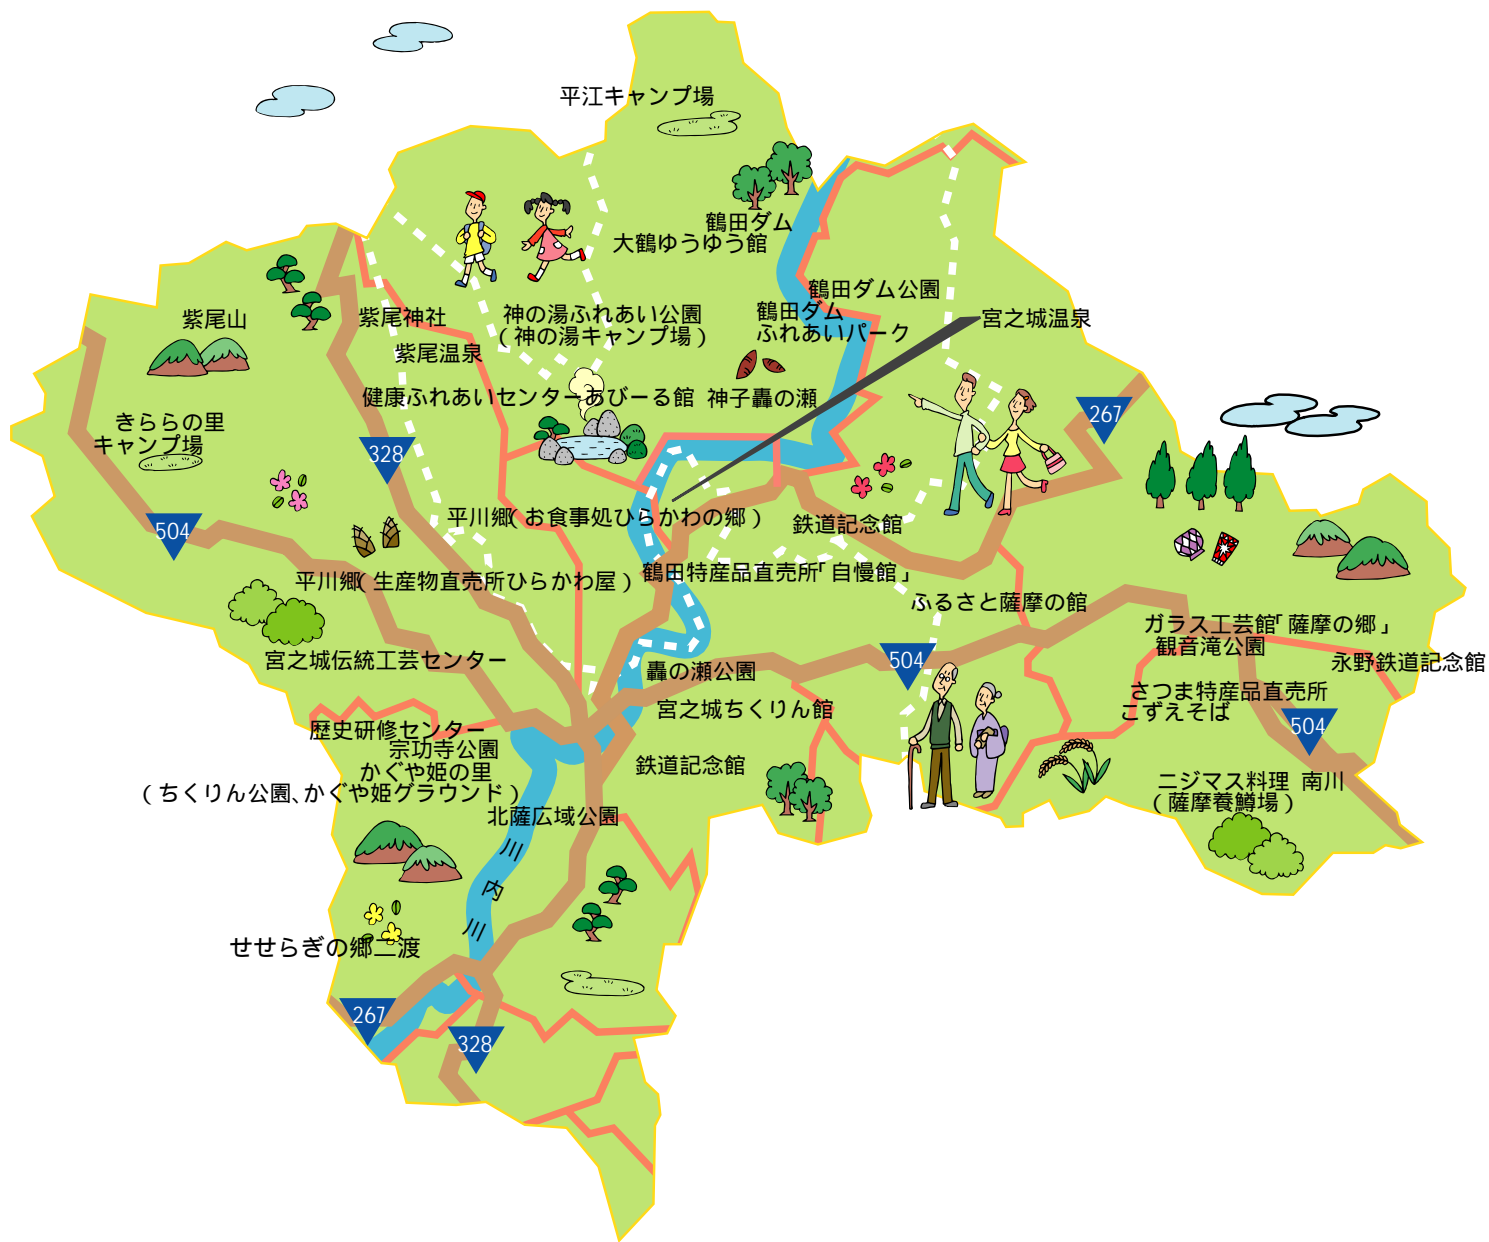 平江キャンプ場
鶴田ダム
大鶴ゆうゆう館
鶴田ダム公園
鶴田ダム
ふれあいパーク
宮之城温泉
紫尾山
紫尾神社
紫尾温泉
神の湯ふれあい公園
(神の湯キャンプ場)
健康ふれあいセンターあびーる館
神子轟の瀬
きららの里
キャンプ場
267
328
504
平川郷(お食事処ひらかわの郷)
鉄道記念館
平川郷(生産物直売所ひらかわ屋)
鶴田特産品直売所「自慢館」
ふるさと薩摩の館
ガラス工芸館「薩摩の郷」
観音滝公園
永野鉄道記念館
宮之城伝統工芸センター
504
轟の瀬公園
宮之城ちくりん館
さつま特産品直売所
こずえそば
504
歴史研修センター
宗功寺公園
かぐや姫の里
(ちくりん公園、かぐや姫グラウンド)
鉄道記念館
ニジマス料理 南川
(薩摩養鱒場)
北薩広域公園
川内川
せせらぎの郷二渡
267
328